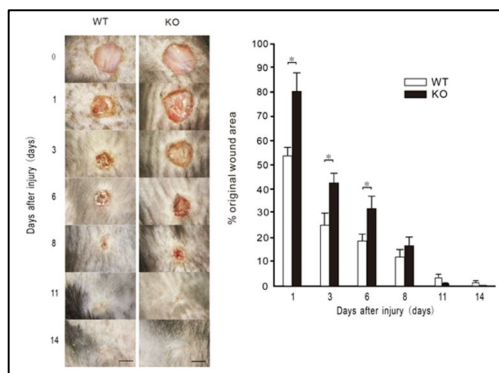 WT KO
0
1
3
6
8
11
14
Days after injury (days)
% original wound area
100
90
80
70
60
50
40
30
20
10
0
* * *
WT
KO
1 3 6 8 11 14
Days after injury (days)